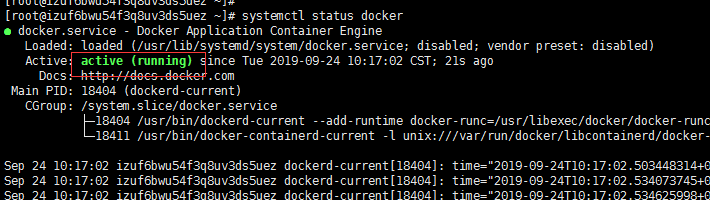 [root@izuf6bwu54f3q8uv3ds5uez ~]#
[root@izuf6bwu54f3q8uv3ds5uez ~]# systemctl status docker
● docker.service - Docker Application Container Engine
Loaded: loaded (/usr/lib/systemd/system/docker.service; disabled; vendor preset: disabled)
Active: active (running) since Tue 2019-09-24 10:17:02 CST; 21s ago
Docs: http://docs.docker.com
Main PID: 18404 (dockerd-current)
CGroup: /system.slice/docker.service
├─18404 /usr/bin/dockerd-current --add-runtime docker-runc=/usr/libexec/docker/docker-runc
└─18411 /usr/bin/docker-containerd-current -l unix:///var/run/docker/libcontainerd/docker-
Sep 24 10:17:02 izuf6bwu54f3q8uv3ds5uez dockerd-current[18404]: time="2019-09-24T10:17:02.503448314+0
Sep 24 10:17:02 izuf6bwu54f3q8uv3ds5uez dockerd-current[18404]: time="2019-09-24T10:17:02.534073745+0
Sep 24 10:17:02 izuf6bwu54f3q8uv3ds5uez dockerd-current[18404]: time="2019-09-24T10:17:02.534625998+0